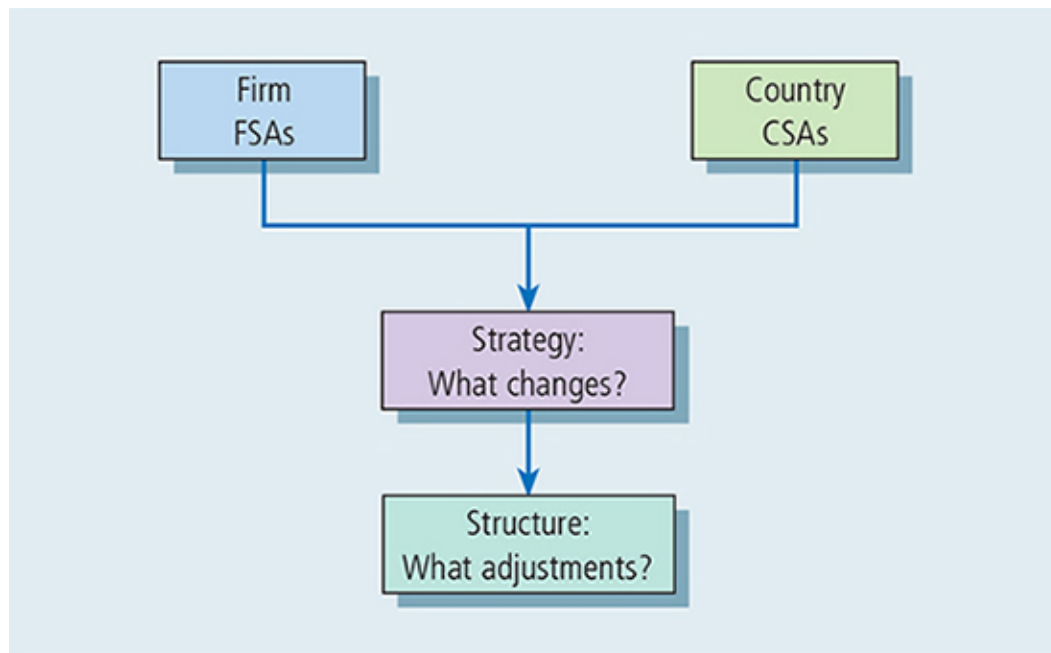 Firm
FSAs
Country
CSAs
Strategy:
What changes?
Structure:
What adjustments?